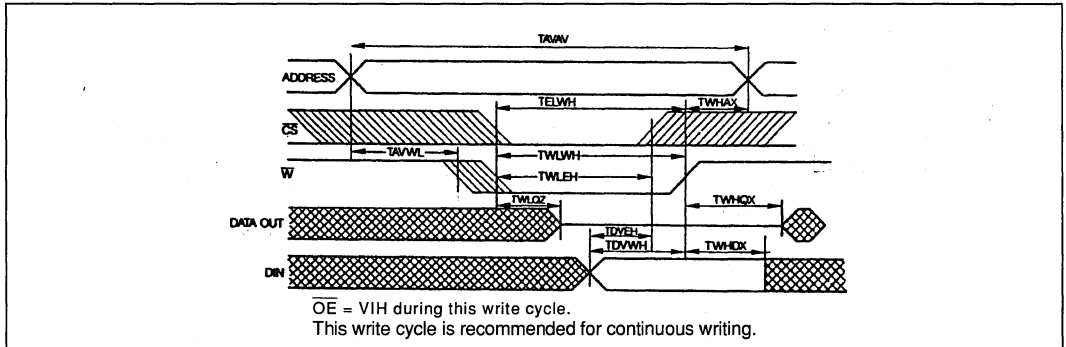 TAVAV
ADDRESS
TELWH
TWHAX
CS
TAVWL
TWLWH
W
TWLEH
TWLQZ
TWHQX
DATA OUT
TDVEH
TDVWH
TWHDX
DIN
OE = VIH during this write cycle.
This write cycle is recommended for continuous writing.